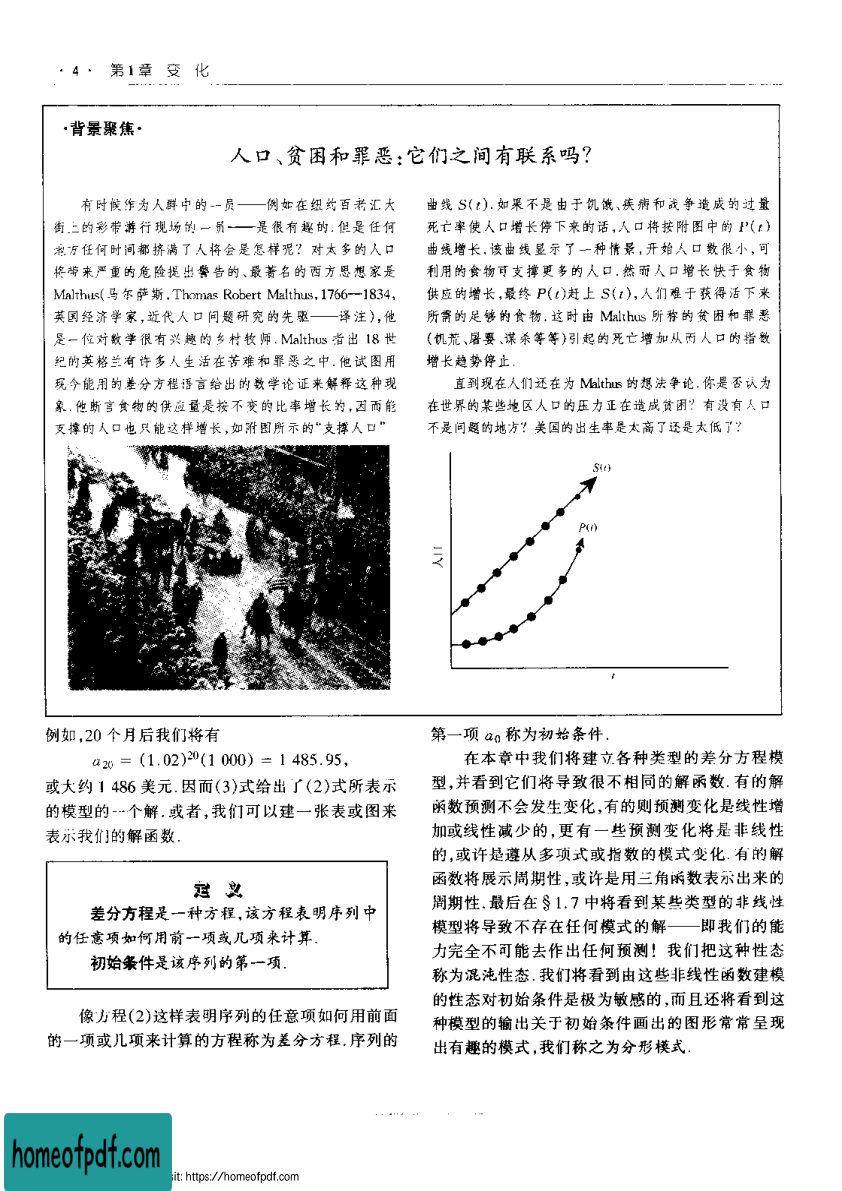 · 4 · 第1章 变 化
·背景聚焦·
人口、贫困和罪恶：它们之间有联系吗？
有时候作为人群中的一员——例如在纽约百老汇大
街上的彩带游行现场的一员——是很有趣的.但是任何
地方任何时间都挤满了人将会是怎样呢？对太多的人口
将带来严重的危险提出警告的、最著名的西方思想家是
Malthus(马尔萨斯,Thomas Robert Malthus,1766—1834,
英国经济学家,近代人口问题研究的先驱——译注),他
是一位对数学很有兴趣的乡村牧师.Malthus 指出 18 世
纪的英格兰有许多人生活在苦难和罪恶之中.他试图用
现今能用的差分方程语言给出的数学论证来解释这种现
象.他断言食物的供应量是按不变的比率增长的,因而能
支撑的人口也只能这样增长,如附图所示的“支撑人口”
曲线 S(t).如果不是由于饥饿、疾病和战争造成的过量
死亡率使人口增长停下来的话,人口将按附图中的 P(t)
曲线增长.该曲线显示了一种情景,开始人口数很小,可
利用的食物可支撑更多的人口.然而人口增长快于食物
供应的增长,最终 P(t)赶上 S(t),人们难于获得活下来
所需的足够的食物.这时由 Malthus 所称的贫困和罪恶
(饥荒、屠婴、谋杀等等)引起的死亡增加从而人口的指数
增长趋势停止.
直到现在人们还在为 Malthus 的想法争论.你是否认为
在世界的某些地区人口的压力正在造成贫困？有没有人口
不是问题的地方？美国的出生率是太高了还是太低了？
S(t)
P(t)
人口
t
例如,20 个月后我们将有
a₂₀ = (1.02)²⁰(1 000) = 1 485.95,
或大约 1 486 美元.因而(3)式给出了(2)式所表示
的模型的一个解.或者,我们可以建一张表或图来
表示我们的解函数.
定 义
差分方程是一种方程,该方程表明序列中
的任意项如何用前一项或几项来计算.
初始条件是该序列的第一项.
像方程(2)这样表明序列的任意项如何用前面
的一项或几项来计算的方程称为差分方程.序列的
第一项 a₀ 称为初始条件.
在本章中我们将建立各种类型的差分方程模
型,并看到它们将导致很不相同的解函数.有的解
函数预测不会发生变化,有的则预测变化是线性增
加或线性减少的,更有一些预测变化将是非线性
的,或许是遵从多项式或指数的模式变化.有的解
函数将展示周期性,或许是用三角函数表示出来的
周期性.最后在§1.7中将看到某些类型的非线性
模型将导致不存在任何模式的解——即我们的能
力完全不可能去作出任何预测！我们把这种性态
称为混沌性态.我们将看到由这些非线性函数建模
的性态对初始条件是极为敏感的,而且还将看到这
种模型的输出关于初始条件画出的图形常常呈现
出有趣的模式,我们称之为分形模式.
homeofpdf.com
sit: https://homeofpdf.com